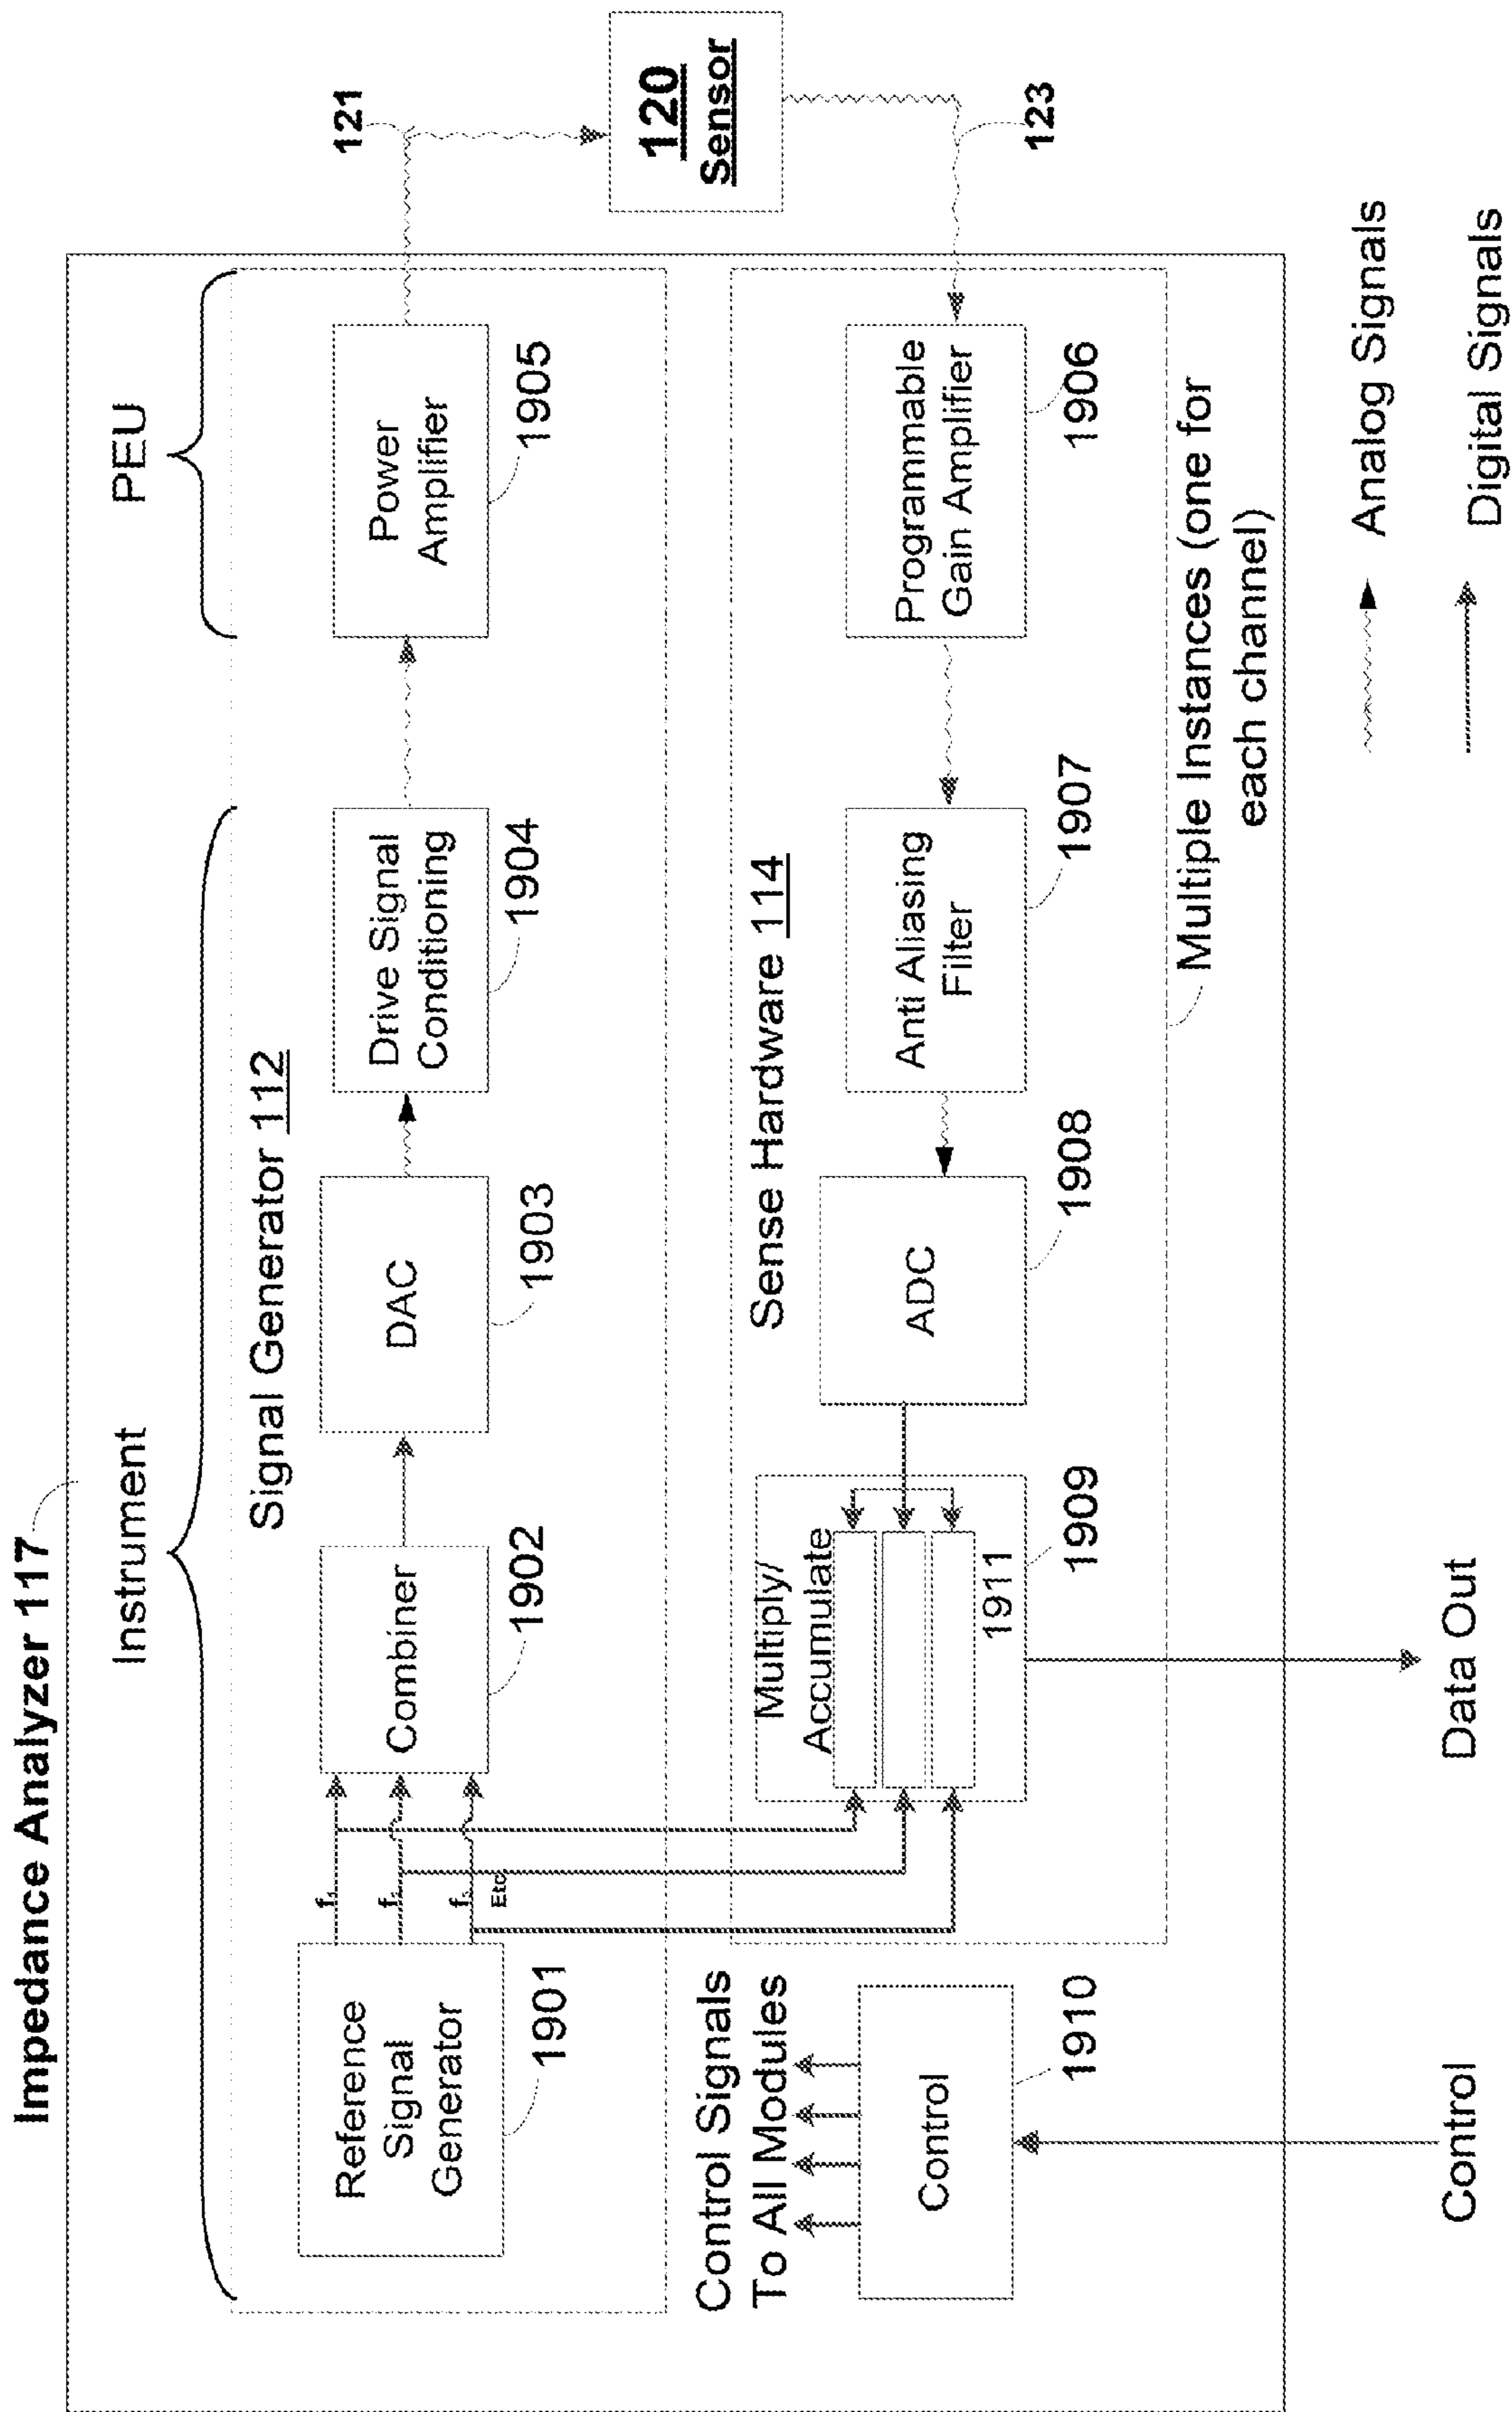 Impedance Analyzer 117
Instrument
PEU
Signal Generator 112
Reference
Signal
Generator
1901
f
f
f
Etc
Combiner
1902
DAC
1903
Drive Signal
Conditioning
1904
Power
Amplifier
1905
121
120
Sensor
123
Sense Hardware 114
Programmable
Gain Amplifier
1906
Anti Aliasing
Filter
1907
ADC
1908
Multiply/
Accumulate
1911
1909
Control Signals
To All Modules
Control
1910
Multiple Instances (one for
each channel)
Control
Data Out
Analog Signals
Digital Signals